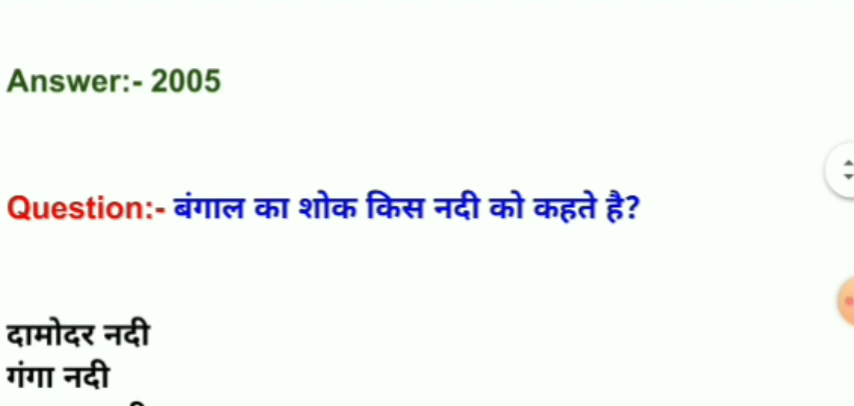 Answer:- 2005
Question:- बंगाल का शोक किस नदी को कहते है?
दामोदर नदी
गंगा नदी